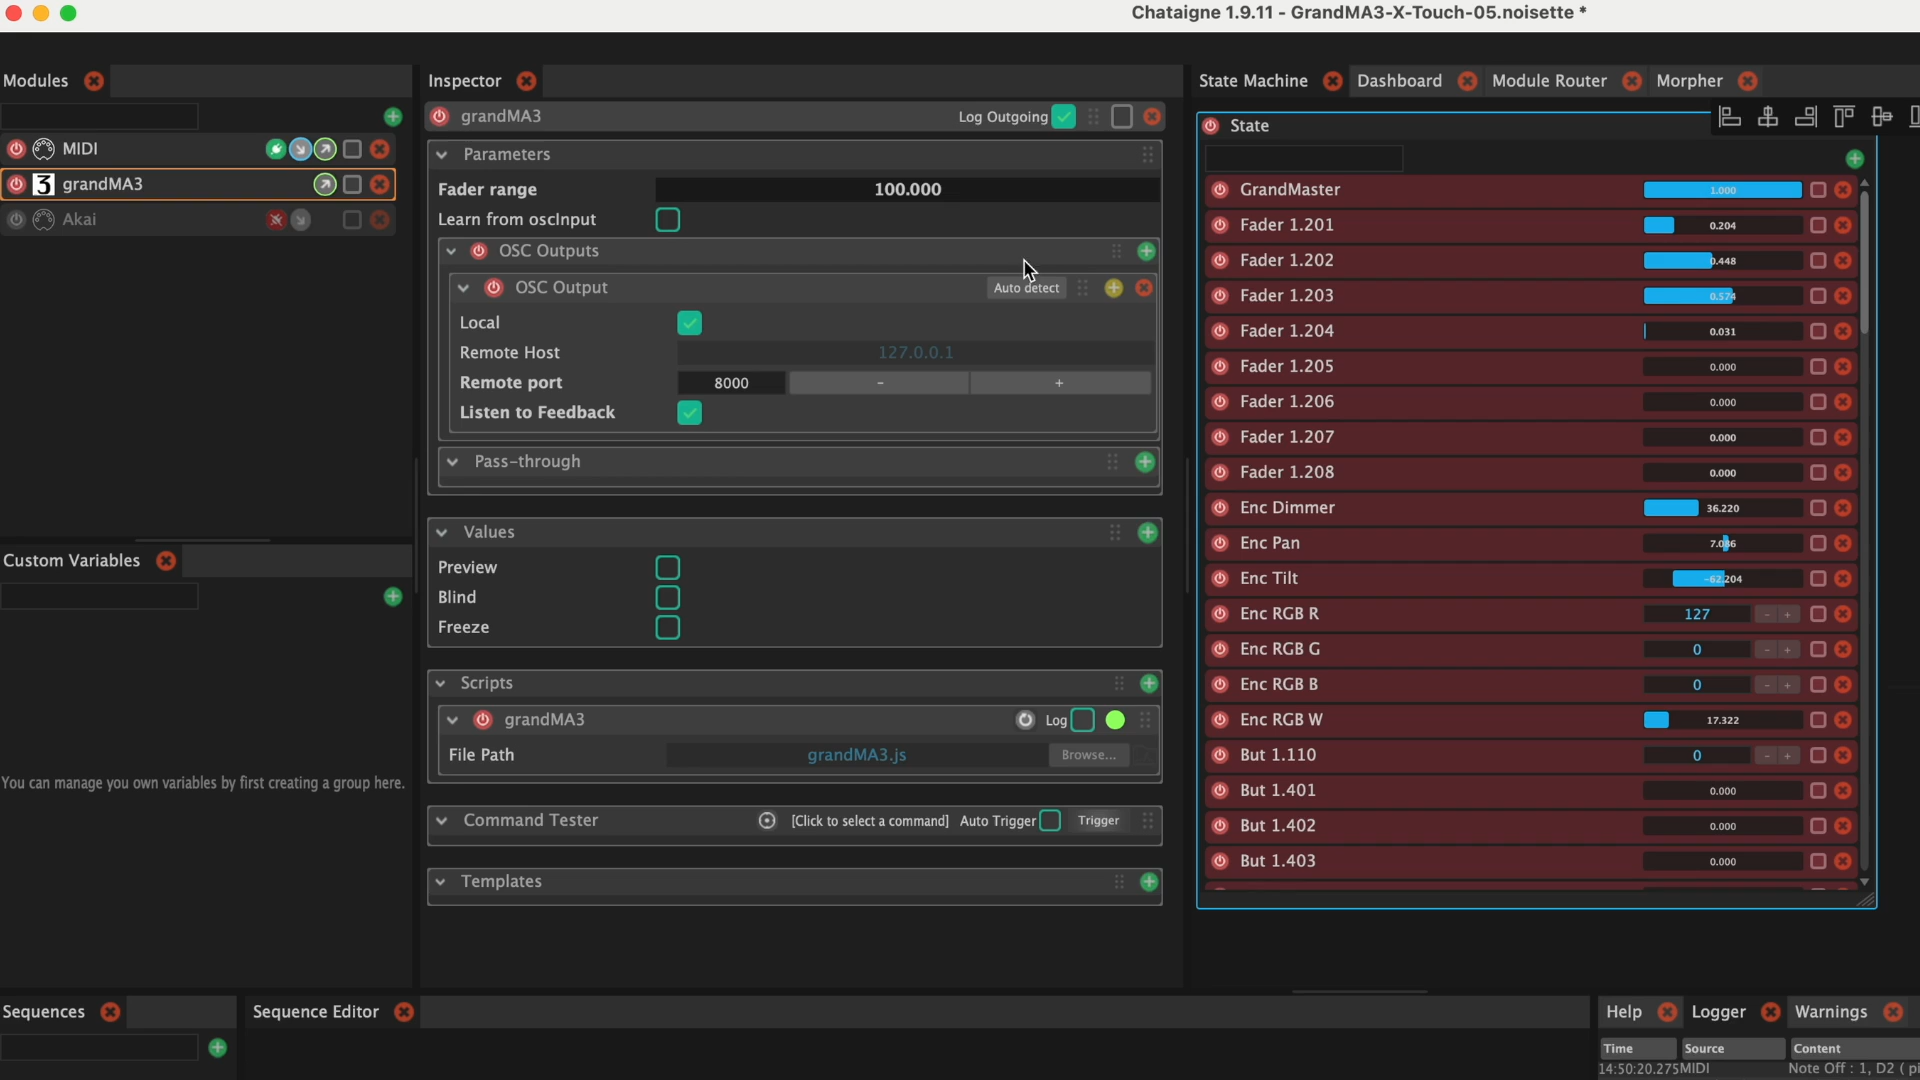 Chataigne 1.9.11 - GrandMA3-X-Touch-05.noisette *
Modules
MIDI
3 grandMA3
Akai
Custom Variables
You can manage you own variables by first creating a group here.
Inspector
grandMA3 Log Outgoing
Parameters
Fader range 100.000
Learn from oscInput
OSC Outputs
OSC Output Auto detect
Local
Remote Host 127.0.0.1
Remote port 8000 - +
Listen to Feedback
Pass-through
Values
Preview
Blind
Freeze
Scripts
grandMA3 Log
File Path grandMA3.js Browse...
Command Tester [Click to select a command] Auto Trigger Trigger
Templates
State Machine Dashboard Module Router Morpher
State
GrandMaster 1.000
Fader 1.201 0.204
Fader 1.202 0.448
Fader 1.203 0.574
Fader 1.204 0.031
Fader 1.205 0.000
Fader 1.206 0.000
Fader 1.207 0.000
Fader 1.208 0.000
Enc Dimmer 36.220
Enc Pan 7.086
Enc Tilt -62.204
Enc RGB R 127 - +
Enc RGB G 0 - +
Enc RGB B 0 - +
Enc RGB W 17.322
But 1.110 0 - +
But 1.401 0.000
But 1.402 0.000
But 1.403 0.000
Sequences
Sequence Editor
Help Logger Warnings
Time Source Content
14:50:20.275 MIDI Note Off : 1, D2 ( pi